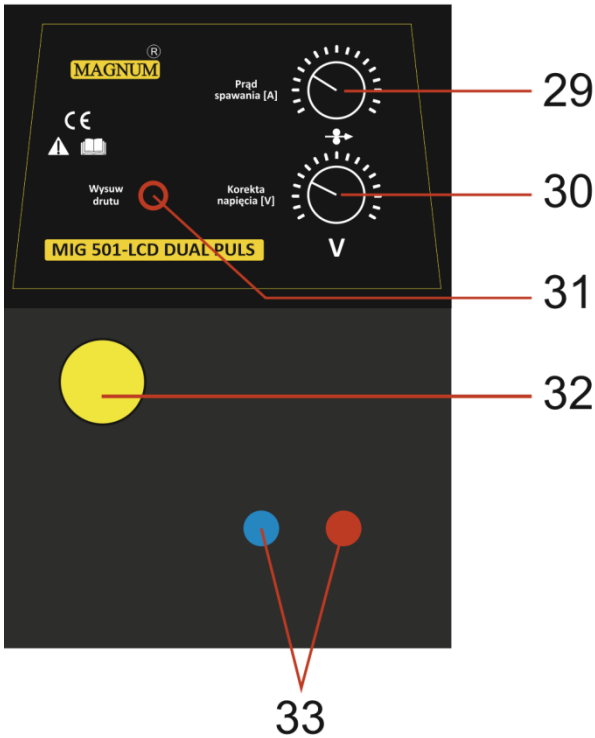 MAGNUM®
CE
Prąd
spawania [A]
29
Wysuw
drutu
Korekta
napięcia [V]
30
V
MIG 501-LCD DUAL PULS
31
32
33